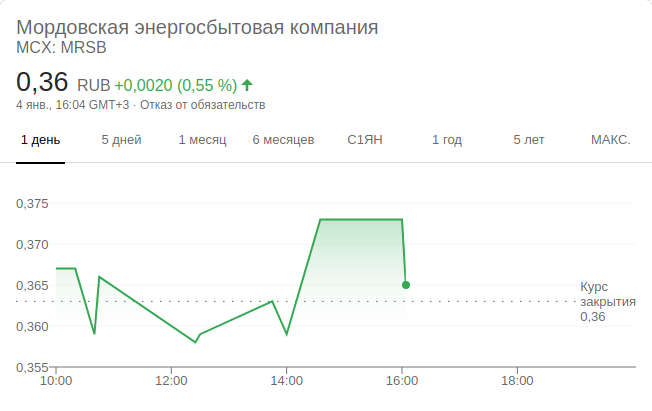 Мордовская энергосбытовая компания
MCX: MRSB
0,36 RUB +0,0020 (0,55 %)
4 янв., 16:04 GMT+3 · Отказ от обязательств
1 день 5 дней 1 месяц 6 месяцев С1ЯН 1 год 5 лет МАКС.
0,375
0,370
0,365
0,360
0,355
Курс
закрытия
0,36
10:00 12:00 14:00 16:00 18:00